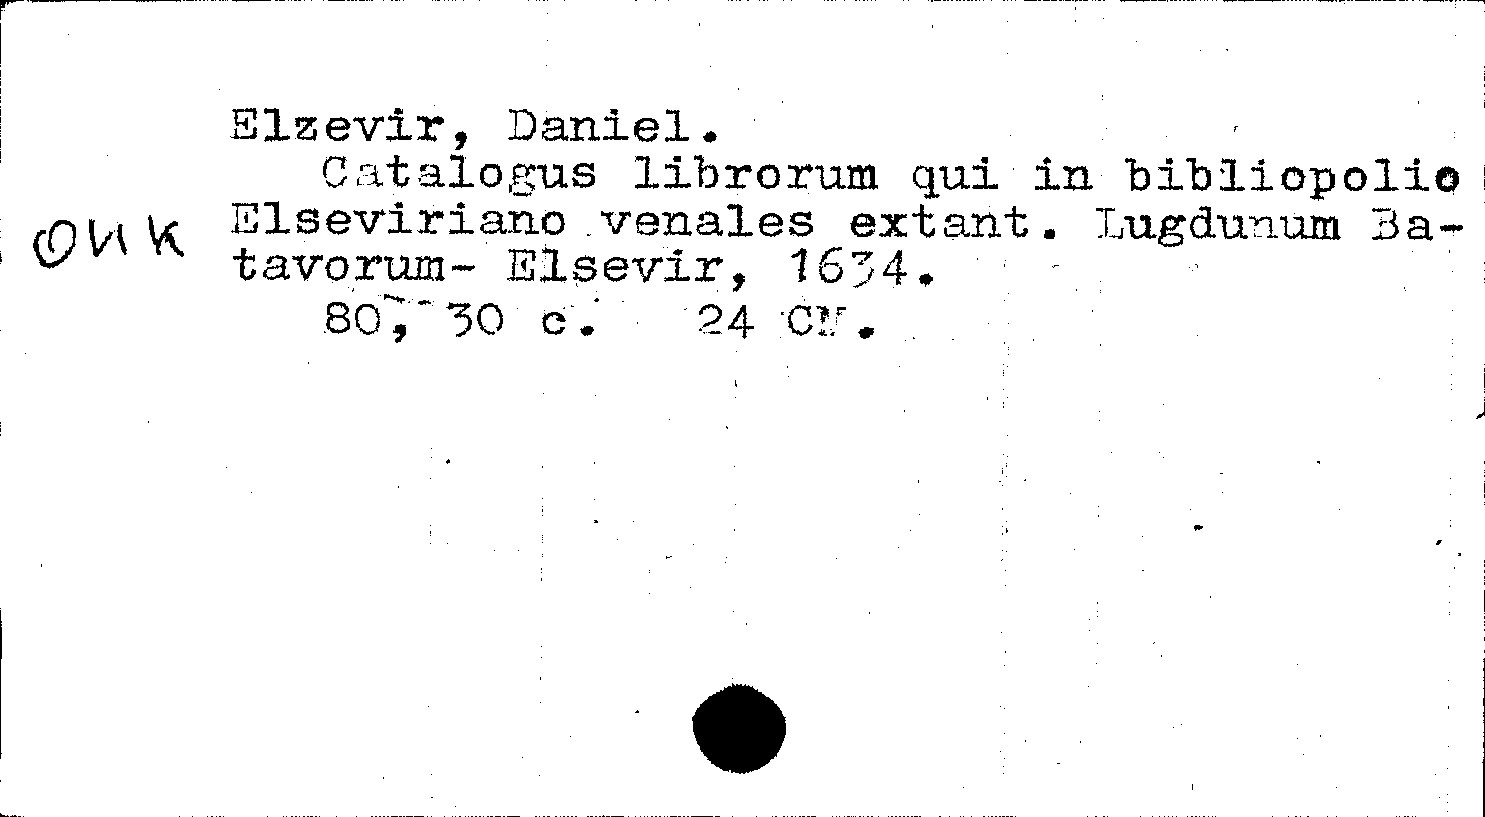 Elzevir, Daniel.
Catalogus librorum qui in bibliopolio
ОИК Elseviriano venales extant. Lugdunum Ba-
tavorum- Elsevir, 1634.
80, 30 c. 24 CM.